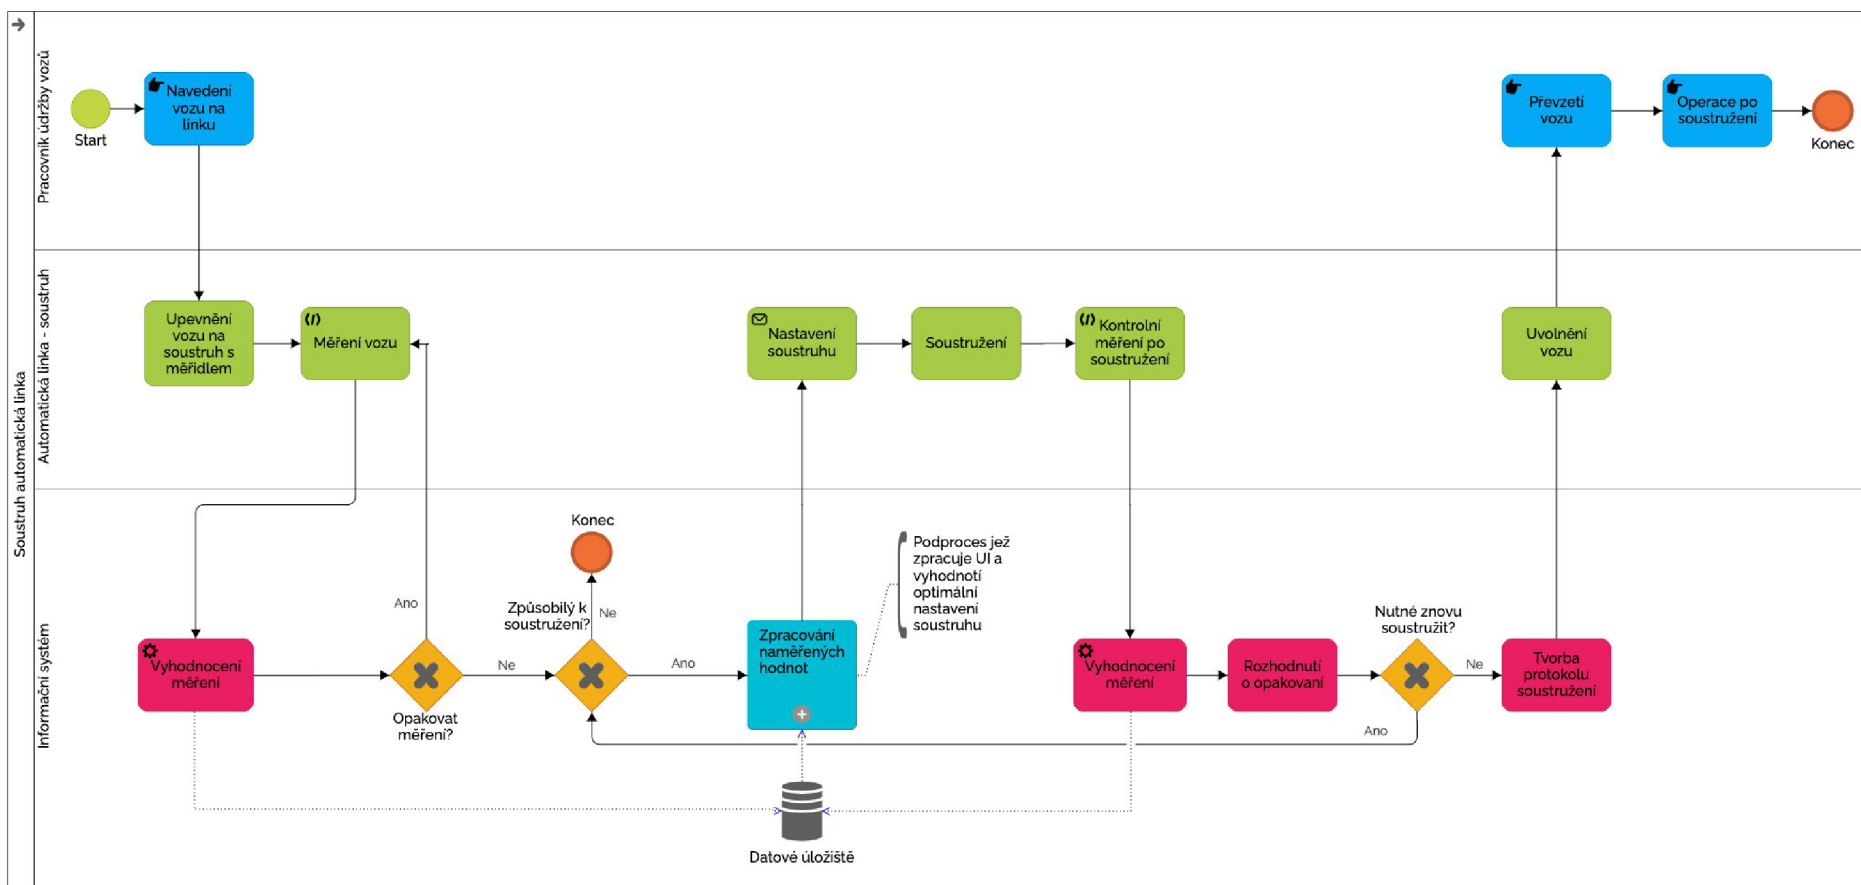 Soustruh automatická linka
Pracovník údržby vozů
Start
Navedení
vozu na
linku
Převzetí
vozu
Operace po
soustružení
Konec
Automatická linka - soustruh
Upevnění
vozu na
soustruh s
měřidlem
Měření vozu
Nastavení
soustruhu
Soustružení
Kontrolní
měření po
soustružení
Uvolnění
vozu
Informační systém
Vyhodnocení
měření
Ano
Opakovat
měření?
Ne
Konec
Způsobilý k
soustružení?
Ne
Ano
Zpracování
naměřených
hodnot
Podproces jež
zpracuje UI a
vyhodnotí
optimální
nastavení
soustruhu
Vyhodnocení
měření
Rozhodnutí
o opakovaní
Nutné znovu
soustružit?
Ne
Ano
Tvorba
protokolu
soustružení
Datové úložiště